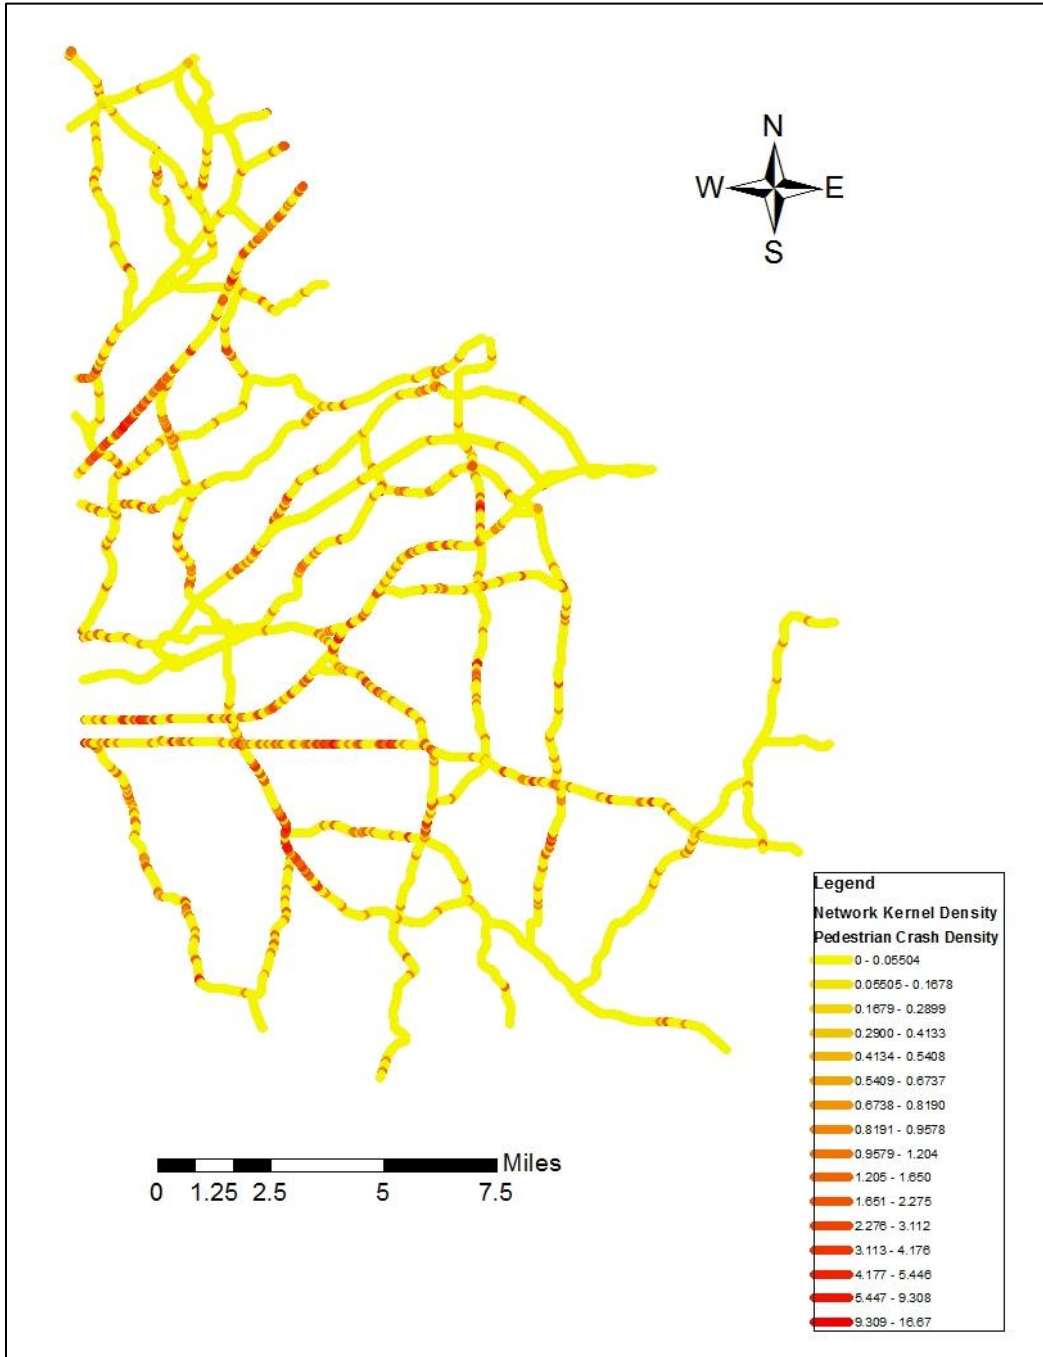 N
W E
S
Legend
Network Kernel Density
Pedestrian Crash Density
0 - 0.05504
0.05505 - 0.1678
0.1679 - 0.2899
0.2900 - 0.4133
0.4134 - 0.5408
0.5409 - 0.6737
0.6738 - 0.8190
0.8191 - 0.9578
0.9579 - 1.204
1.205 - 1.650
1.651 - 2.275
2.276 - 3.112
3.113 - 4.176
4.177 - 5.446
5.447 - 9.308
9.309 - 16.67
Miles
0 1.25 2.5 5 7.5